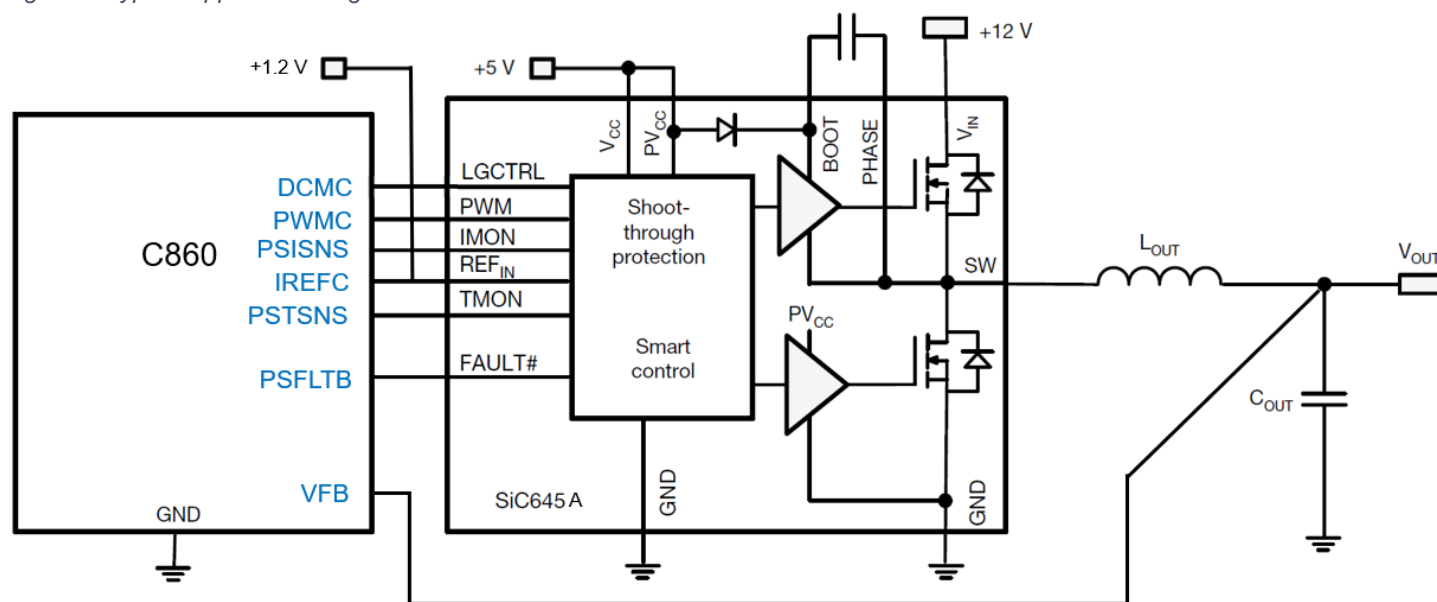 +12 V
+1.2 V
+5 V
VCC
PVCC
BOOT
PHASE
VIN
DCMC
LGCTRL
PWMC
PWM
PSISNS
IMON
C860
IREFC
REFIN
PSTSNS
TMON
Shoot-
through
protection
SW
LOUT
VOUT
PVCC
PSFLTB
FAULT#
Smart
control
COUT
VFB
SiC645A
GND
GND
GND